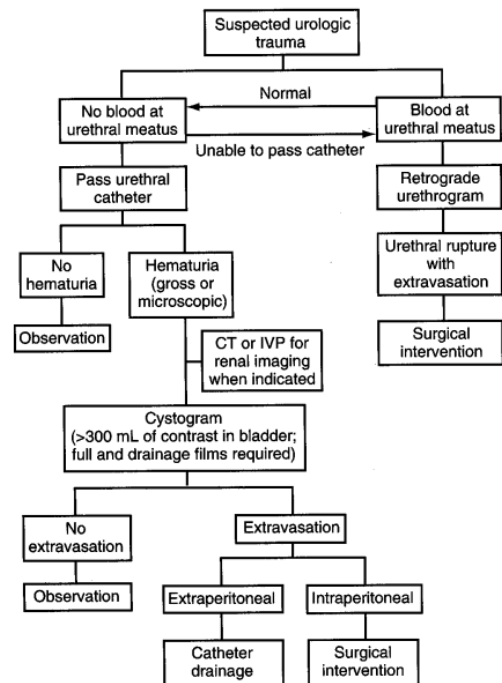 Suspected urologic
trauma
Normal
No blood at
urethral meatus
Blood at
urethral meatus
Unable to pass catheter
Pass urethral
catheter
Retrograde
urethrogram
No
hematuria
Hematuria
(gross or
microscopic)
Urethral rupture
with
extravasation
Observation
Surgical
intervention
CT or IVP for
renal imaging
when indicated
Cystogram
(>300 mL of contrast in bladder;
full and drainage films required)
No
extravasation
Extravasation
Observation
Extraperitoneal
Intraperitoneal
Catheter
drainage
Surgical
intervention